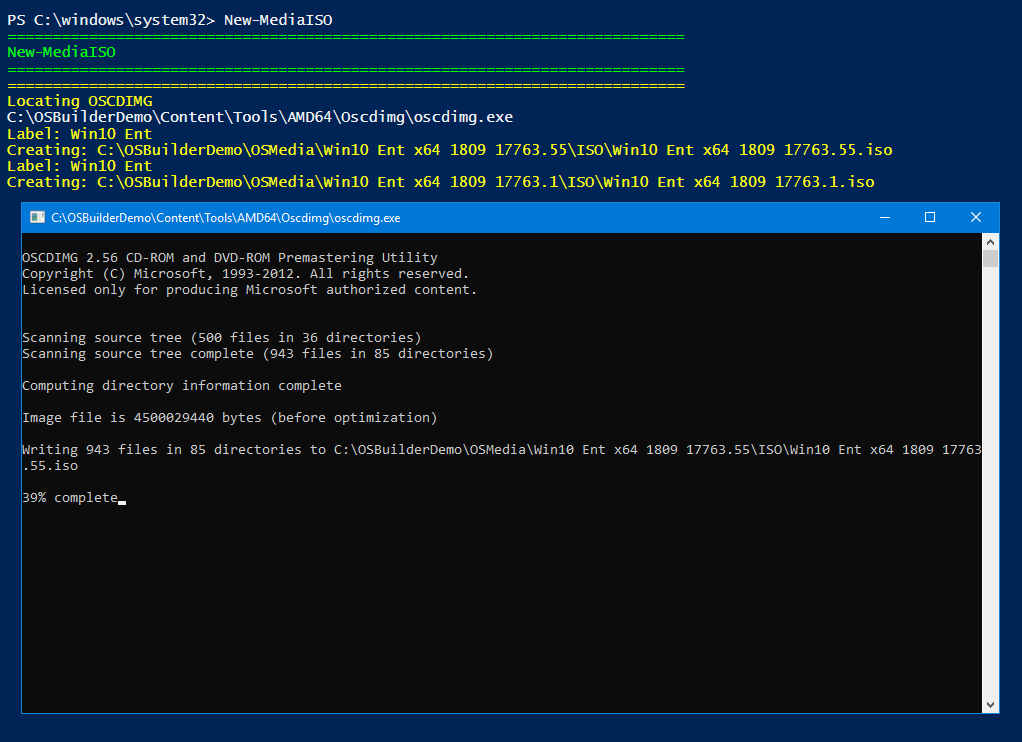 PS C:\windows\system32> New-MediaISO
===========================================================================
New-MediaISO
===========================================================================
===========================================================================
Locating OSCDIMG
C:\OSBuilderDemo\Content\Tools\AMD64\Oscdimg\oscdimg.exe
Label: Win10 Ent
Creating: C:\OSBuilderDemo\OSMedia\Win10 Ent x64 1809 17763.55\ISO\Win10 Ent x64 1809 17763.55.iso
Label: Win10 Ent
Creating: C:\OSBuilderDemo\OSMedia\Win10 Ent x64 1809 17763.1\ISO\Win10 Ent x64 1809 17763.1.iso
C:\OSBuilderDemo\Content\Tools\AMD64\Oscdimg\oscdimg.exe
OSCDIMG 2.56 CD-ROM and DVD-ROM Premastering Utility
Copyright (C) Microsoft, 1993-2012. All rights reserved.
Licensed only for producing Microsoft authorized content.
Scanning source tree (500 files in 36 directories)
Scanning source tree complete (943 files in 85 directories)
Computing directory information complete
Image file is 4500029440 bytes (before optimization)
Writing 943 files in 85 directories to C:\OSBuilderDemo\OSMedia\Win10 Ent x64 1809 17763.55\ISO\Win10 Ent x64 1809 17763
.55.iso
39% complete